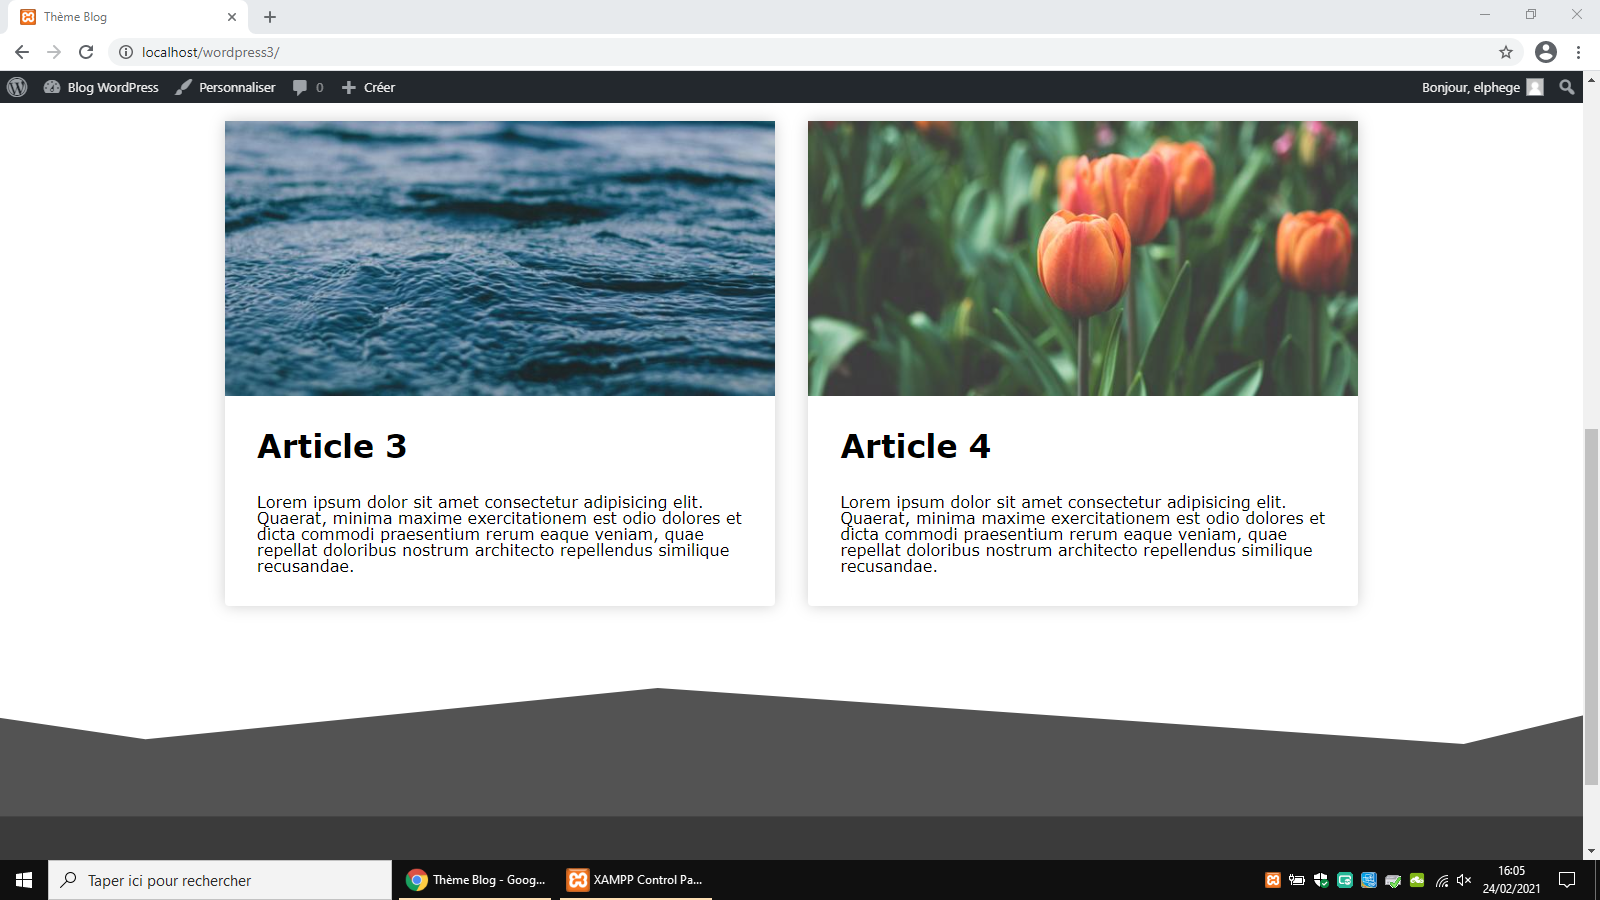 Thème Blog
localhost/wordpress3/
Blog WordPress Personnaliser 0 Créer Bonjour, elphege
Article 3
Lorem ipsum dolor sit amet consectetur adipisicing elit.
Quaerat, minima maxime exercitationem est odio dolores et
dicta commodi praesentium rerum eaque veniam, quae
repellat doloribus nostrum architecto repellendus similique
recusandae.
Article 4
Lorem ipsum dolor sit amet consectetur adipisicing elit.
Quaerat, minima maxime exercitationem est odio dolores et
dicta commodi praesentium rerum eaque veniam, quae
repellat doloribus nostrum architecto repellendus similique
recusandae.
Taper ici pour rechercher
Thème Blog - Goog...
XAMPP Control Pa...
16:05
24/02/2021